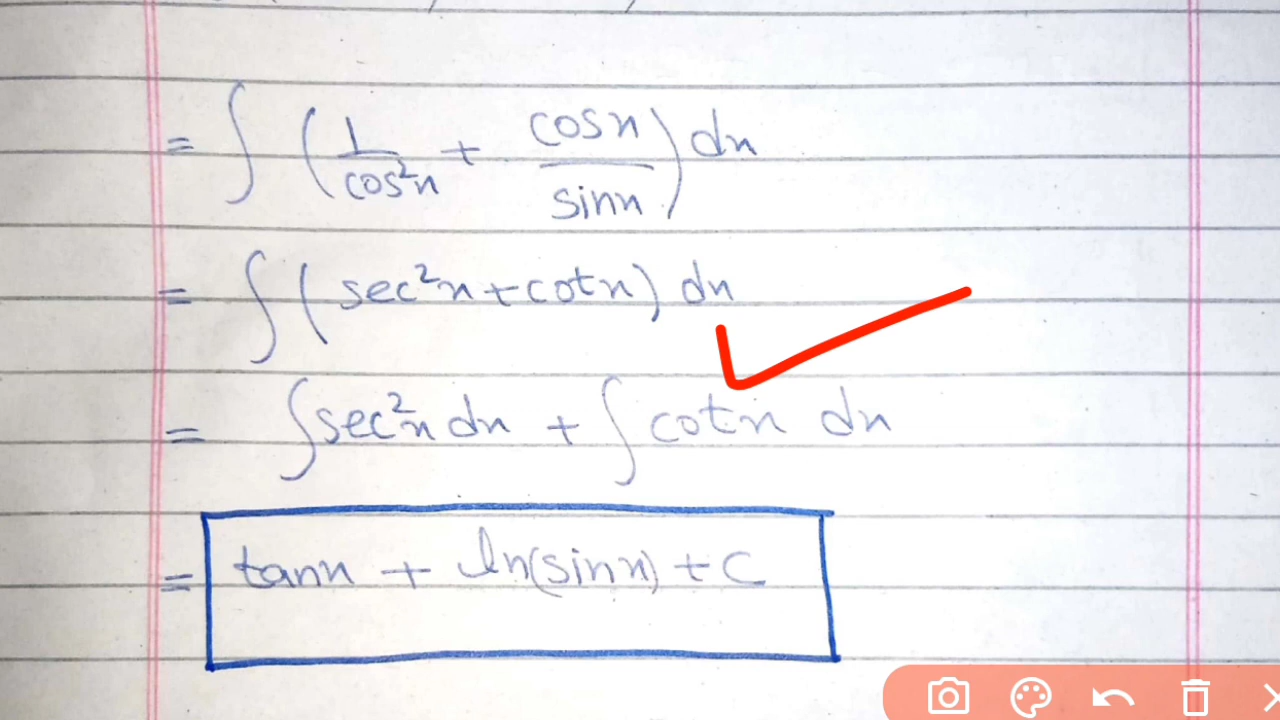 = ∫ (1/cos²x + cosx/sinx) dx
= ∫ (sec²x + cotx) dx
= ∫ sec²x dx + ∫ cotx dx
= tanx + ln(sinx) + C